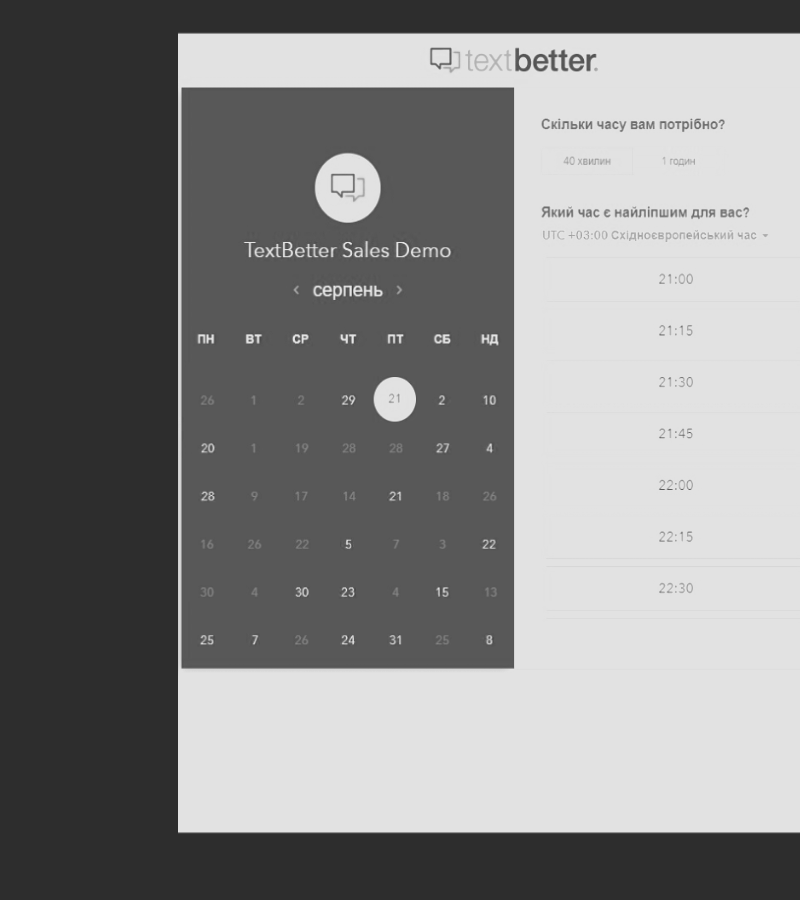 textbetter.
TextBetter Sales Demo
‹ серпень ›
ПН ВТ СР ЧТ ПТ СБ НД
26 1 2 29 21 2 10
20 1 19 28 28 27 4
28 9 17 14 21 18 26
16 26 22 5 7 3 22
30 4 30 23 4 15 13
25 7 26 24 31 25 8
Скільки часу вам потрібно?
40 хвилин 1 годин
Який час є найліпшим для вас?
UTC +03:00 Східноєвропейський час
21:00
21:15
21:30
21:45
22:00
22:15
22:30